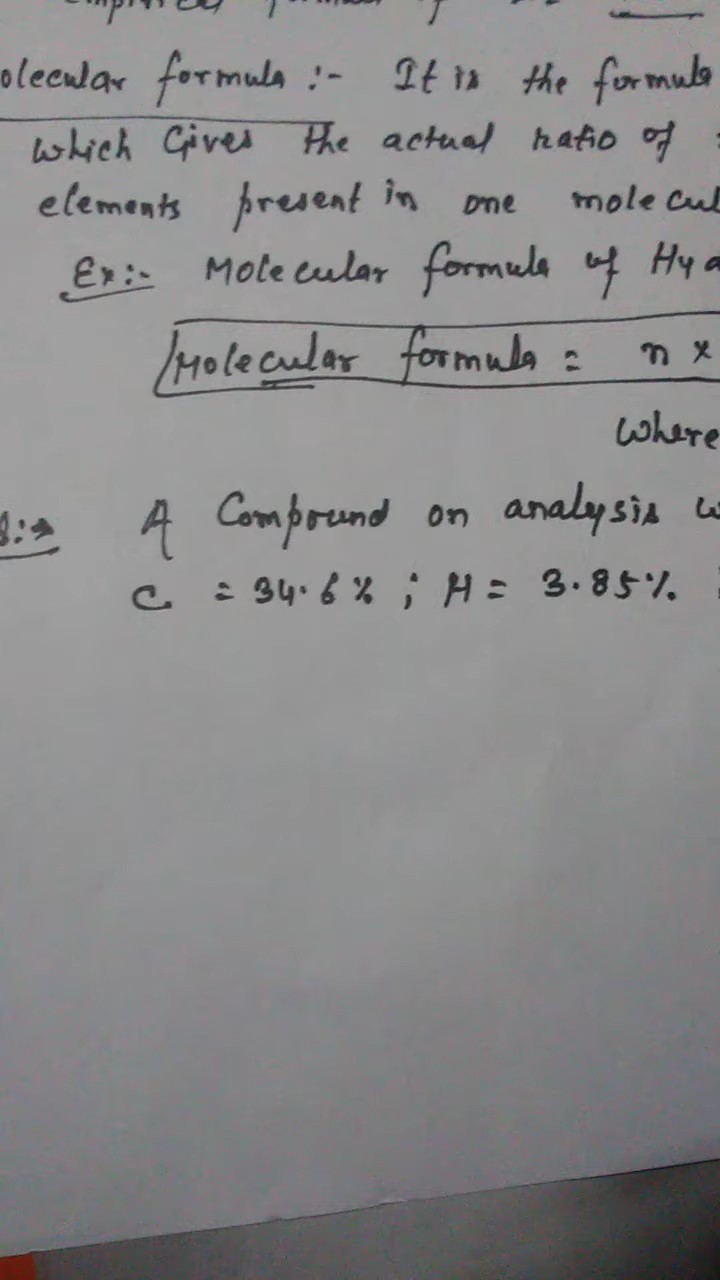 olecular formula :- It is the formula
which Gives the actual ratio of
elements present in one molecul
Ex:- Molecular formula of Hyd
Molecular formula = n x
Where
A Compound on analysis w
C = 34.6% ; H = 3.85%.